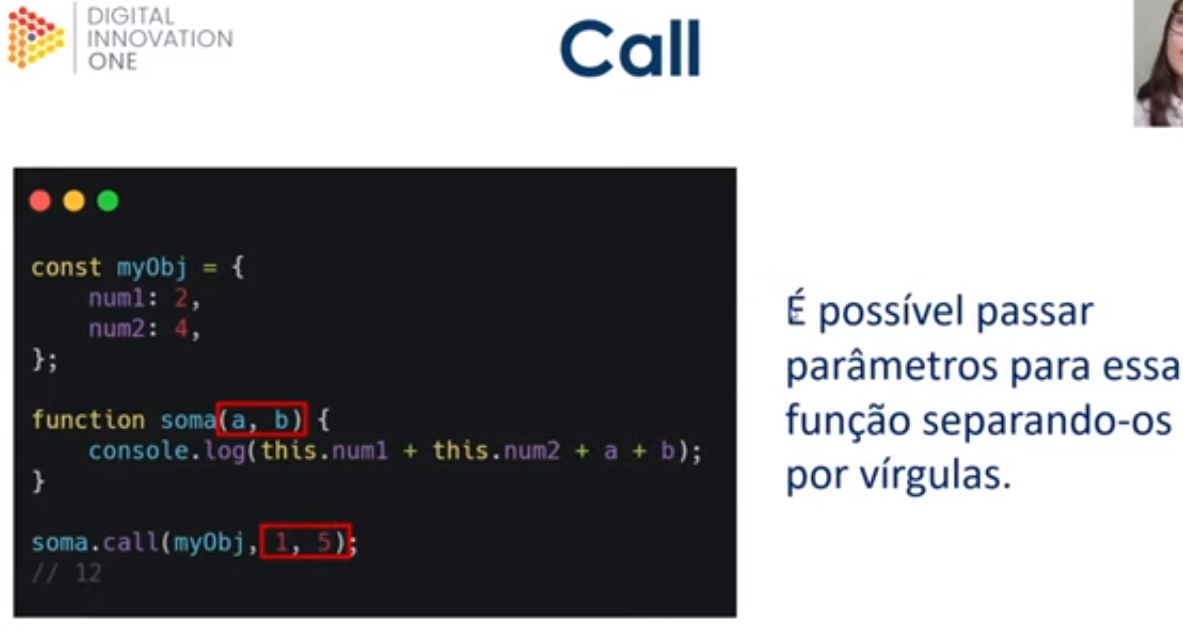 DIGITAL
INNOVATION
ONE
Call
const myObj = {
    num1: 2,
    num2: 4,
};
function soma(a, b) {
    console.log(this.num1 + this.num2 + a + b);
}
soma.call(myObj, 1, 5);
// 12
É possível passar
parâmetros para essa
função separando-os
por vírgulas.